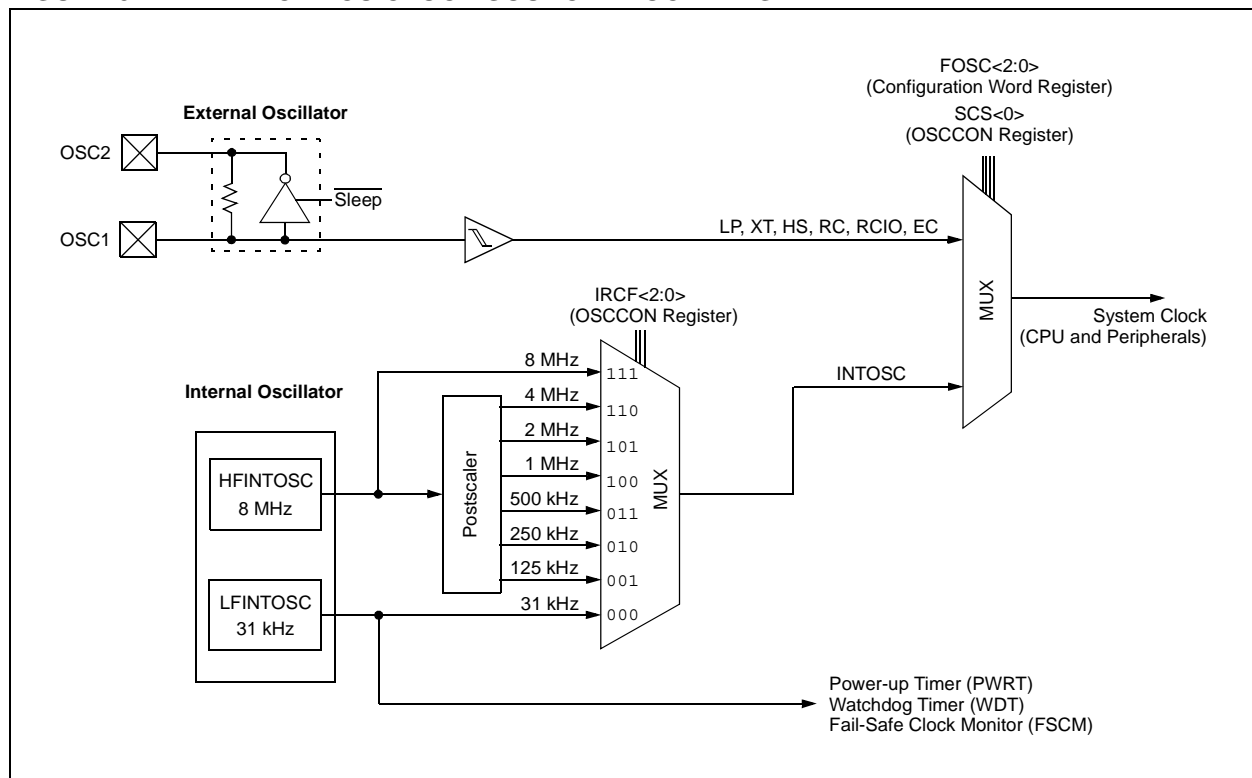 FOSC<2:0>
(Configuration Word Register)
SCS<0>
(OSCCON Register)
External Oscillator
OSC2
Sleep
OSC1
LP, XT, HS, RC, RCIO, EC
IRCF<2:0>
(OSCCON Register)
MUX
System Clock
(CPU and Peripherals)
8 MHz
111
INTOSC
Internal Oscillator
4 MHz
110
2 MHz
101
HFINTOSC
8 MHz
Postscaler
1 MHz
100
MUX
500 kHz
011
250 kHz
010
125 kHz
001
LFINTOSC
31 kHz
31 kHz
000
Power-up Timer (PWRT)
Watchdog Timer (WDT)
Fail-Safe Clock Monitor (FSCM)